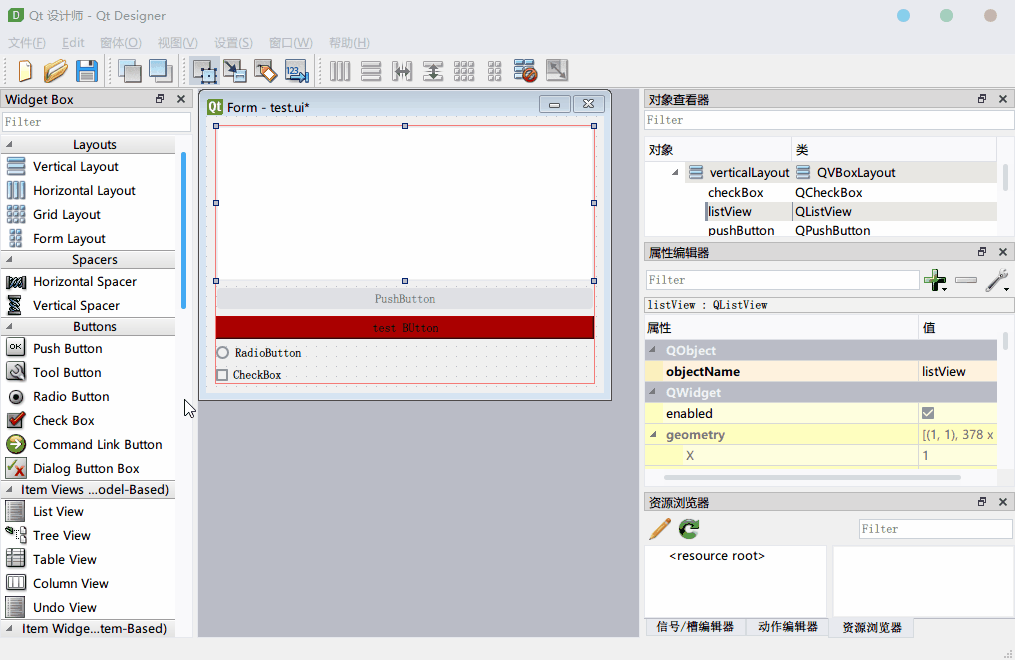 Qt 设计师 - Qt Designer
文件(F) Edit 窗体(O) 视图(V) 设置(S) 窗口(W) 帮助(H)
123
Widget Box
Filter
Layouts
Vertical Layout
Horizontal Layout
Grid Layout
Form Layout
Spacers
Horizontal Spacer
Vertical Spacer
Buttons
OK Push Button
Tool Button
Radio Button
Check Box
Command Link Button
Dialog Button Box
Item Views ...odel-Based)
List View
Tree View
Table View
Column View
Undo View
Item Widge...tem-Based)
Qt Form - test.ui*
PushButton
test BUtton
RadioButton
CheckBox
对象查看器
Filter
对象 类
verticalLayout QVBoxLayout
checkBox QCheckBox
listView QListView
pushButton QPushButton
属性编辑器
Filter
listView : QListView
属性 值
QObject
objectName listView
QWidget
enabled
geometry [(1, 1), 378 x
X 1
资源浏览器
Filter
<resource root>
信号/槽编辑器 动作编辑器 资源浏览器